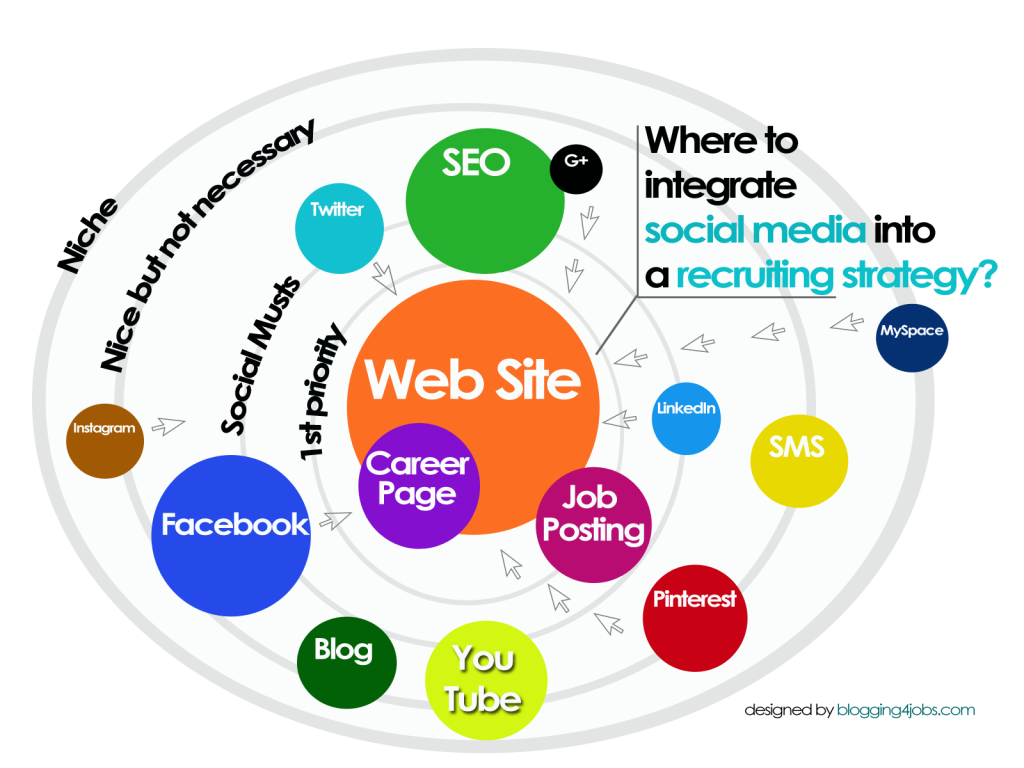 Where to
integrate
social media into
a recruiting strategy?
Niche
Nice but not necessary
Social Musts
1st priority
SEO
G+
Twitter
MySpace
Web Site
LinkedIn
Instagram
SMS
Career
Page
Job
Posting
Facebook
Pinterest
Blog
You
Tube
designed by blogging4jobs.com